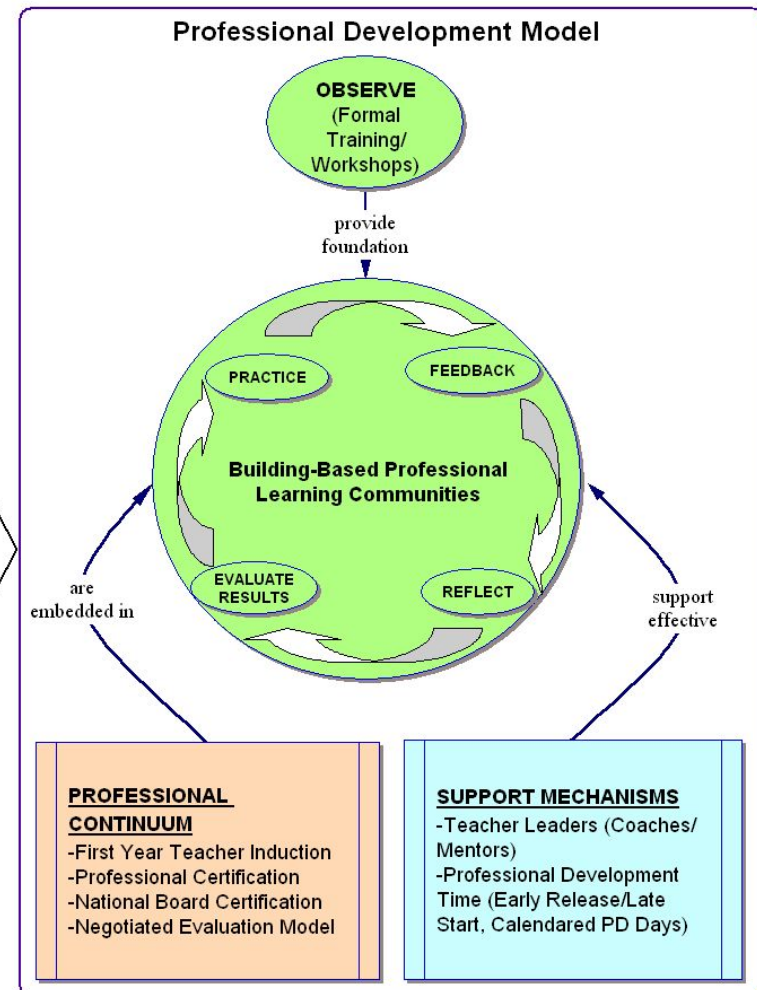 Professional Development Model
OBSERVE
(Formal
Training/
Workshops)
provide
foundation
PRACTICE
FEEDBACK
Building-Based Professional
Learning Communities
EVALUATE
RESULTS
REFLECT
are
embedded in
support
effective
PROFESSIONAL
CONTINUUM
-First Year Teacher Induction
-Professional Certification
-National Board Certification
-Negotiated Evaluation Model
SUPPORT MECHANISMS
-Teacher Leaders (Coaches/
Mentors)
-Professional Development
Time (Early Release/Late
Start, Calendared PD Days)